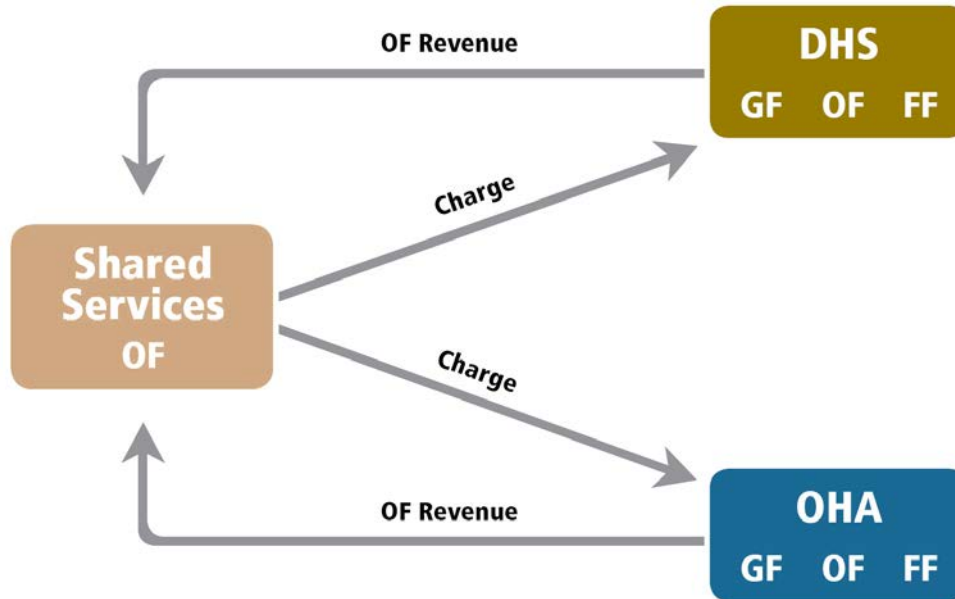 OF Revenue
DHS
GF OF FF
Charge
Shared
Services
OF
Charge
OF Revenue
OHA
GF OF FF